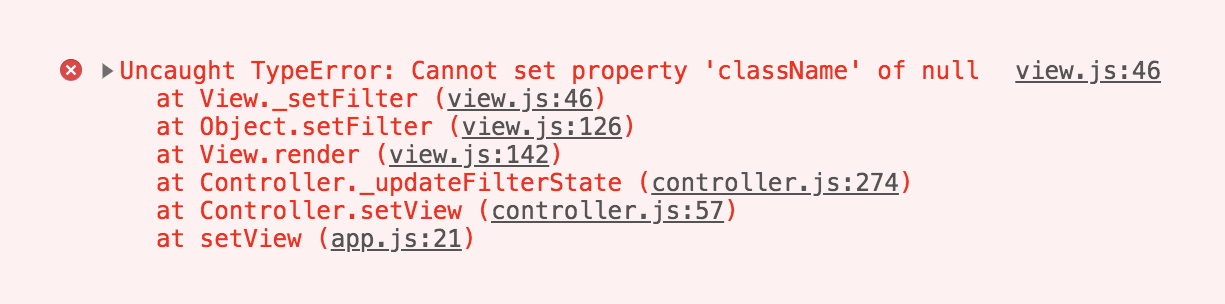 Uncaught TypeError: Cannot set property 'className' of null view.js:46
at View._setFilter (view.js:46)
at Object.setFilter (view.js:126)
at View.render (view.js:142)
at Controller._updateFilterState (controller.js:274)
at Controller.setView (controller.js:57)
at setView (app.js:21)